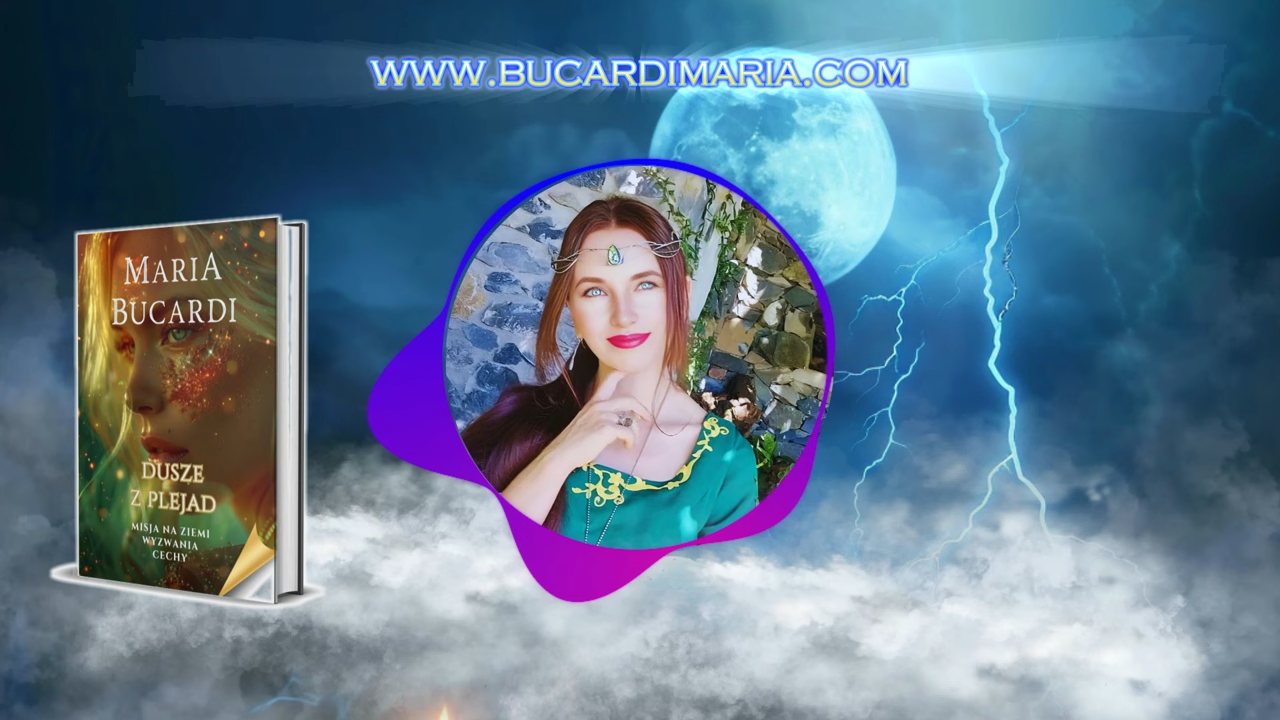 WWW.BUCARDIMARIA.COM
MARIA
BUCARDI
DUSZE
Z PLEJAD
MISJA NA ZIEMI
WYZWANIA
CECHY